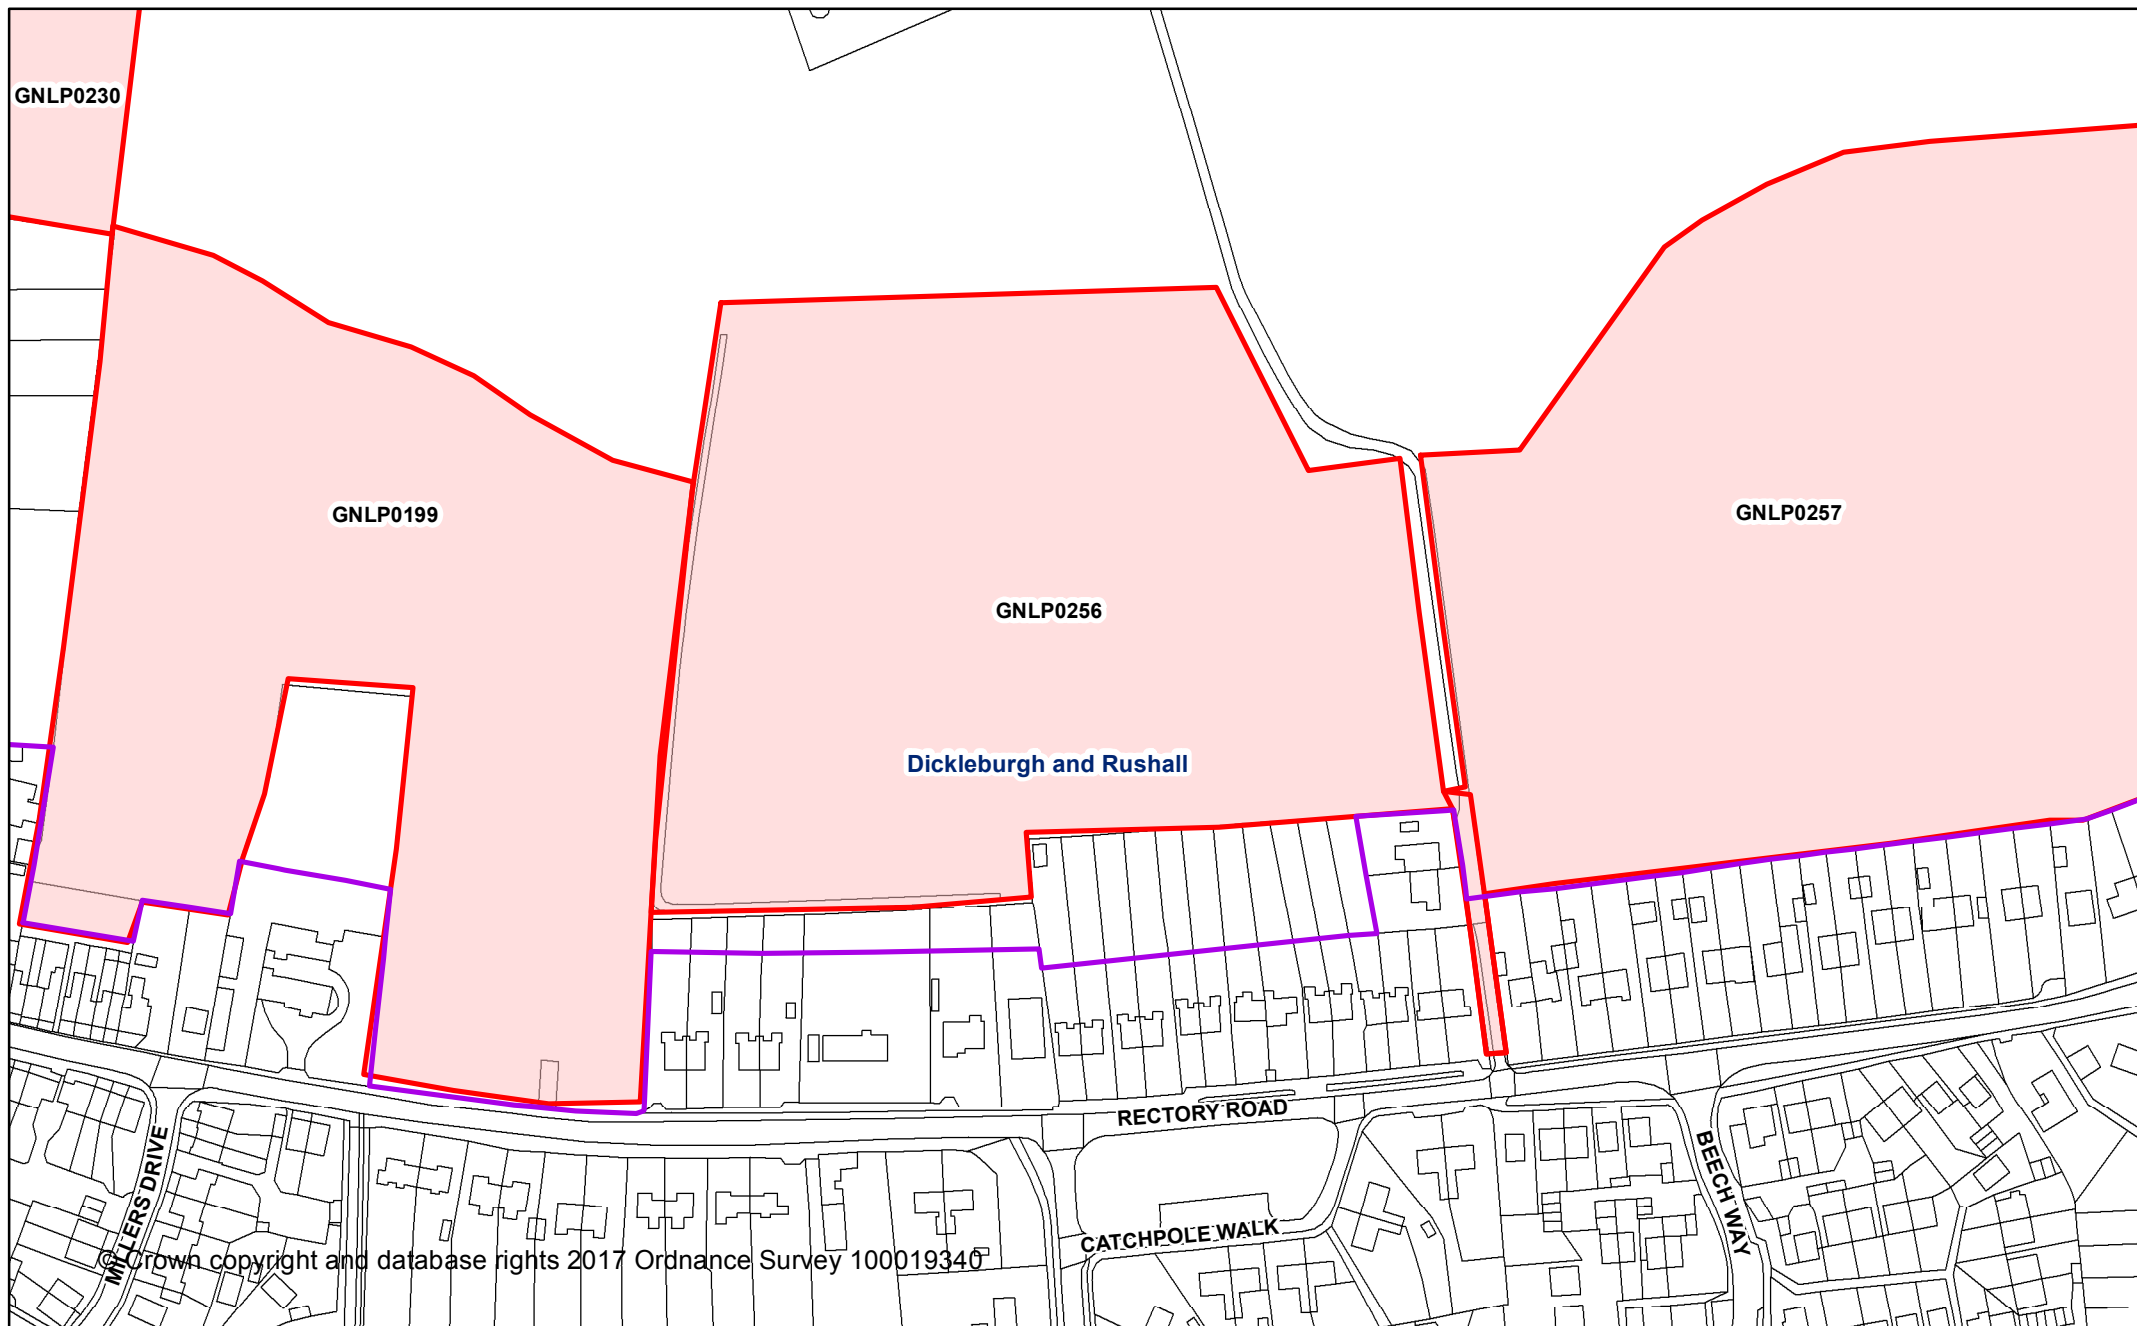 GNLP0230
GNLP0199
GNLP0257
GNLP0256
Dickleburgh and Rushall
RECTORY ROAD
MILLERS DRIVE
BEECH WAY
CATCHPOLE WALK
© Crown copyright and database rights 2017 Ordnance Survey 100019340